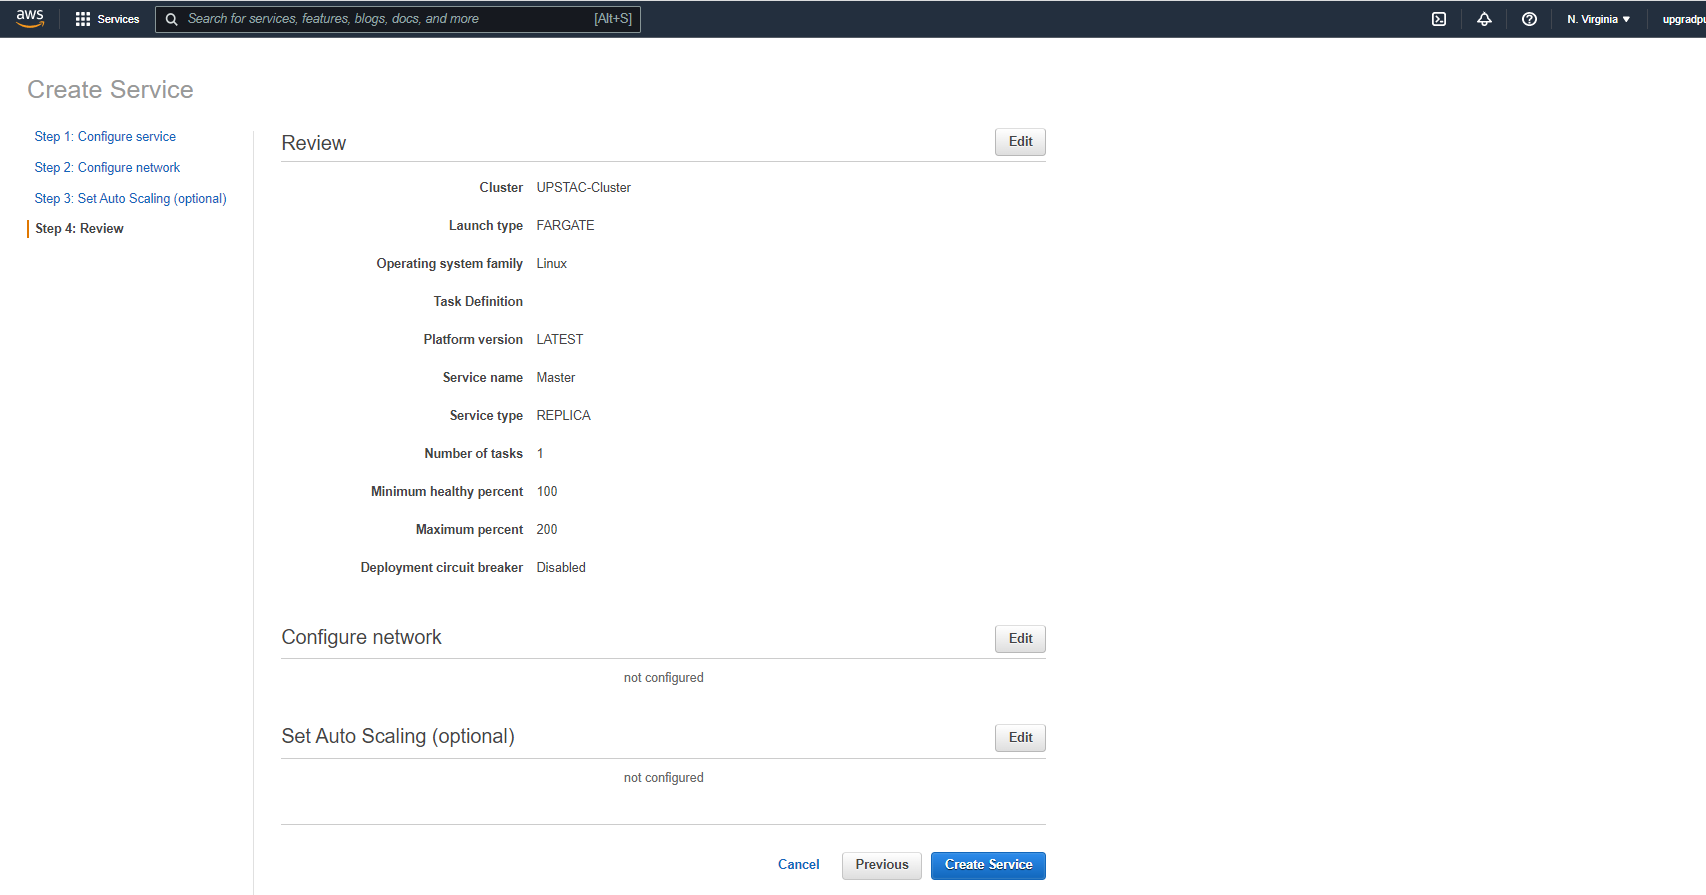 aws Services Search for services, features, blogs, docs, and more [Alt+S] N. Virginia ▼ upgradpu
Create Service
Step 1: Configure service
Step 2: Configure network
Step 3: Set Auto Scaling (optional)
Step 4: Review
Review Edit
Cluster UPSTAC-Cluster
Launch type FARGATE
Operating system family Linux
Task Definition
Platform version LATEST
Service name Master
Service type REPLICA
Number of tasks 1
Minimum healthy percent 100
Maximum percent 200
Deployment circuit breaker Disabled
Configure network Edit
not configured
Set Auto Scaling (optional) Edit
not configured
Cancel Previous Create Service